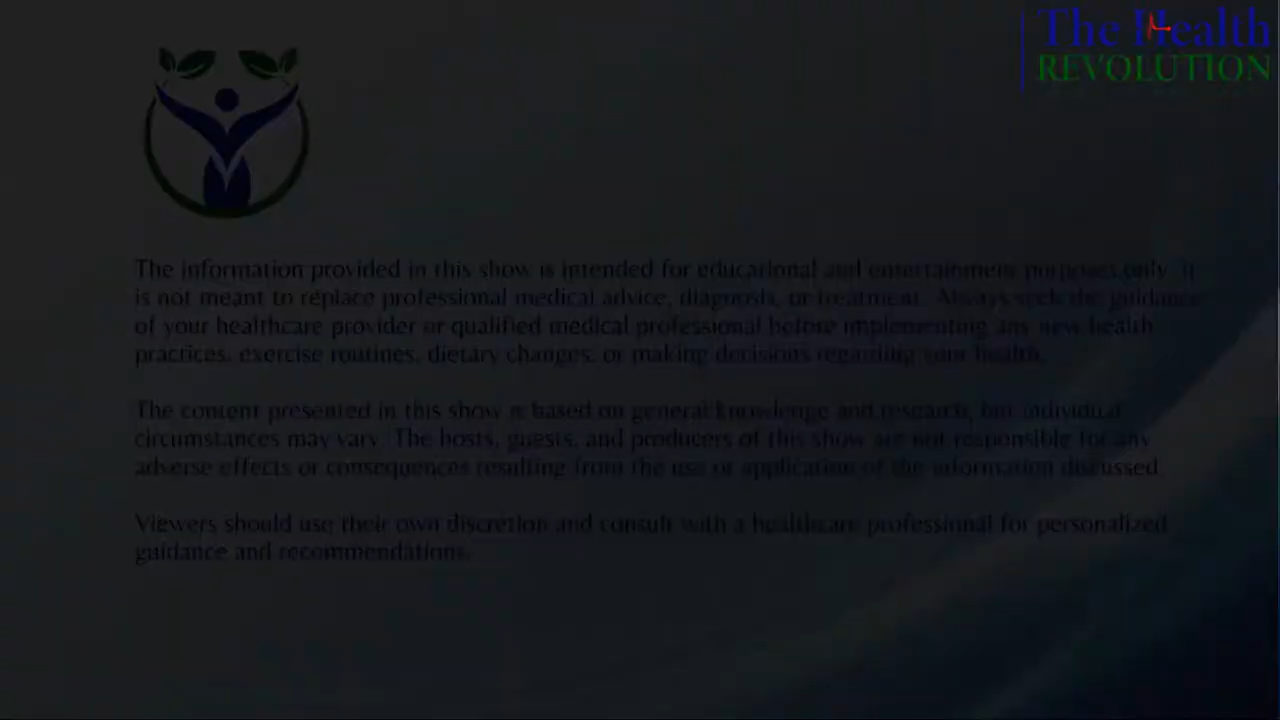 The Health
REVOLUTION
The information provided in this show is intended for educational and entertainment purposes only. It
is not meant to replace professional medical advice, diagnosis, or treatment. Always seek the guidance
of your healthcare provider or qualified medical professional before implementing any new health
practices, exercise routines, dietary changes, or making decisions regarding your health.
The content presented in this show is based on general knowledge and research, but individual
circumstances may vary. The hosts, guests, and producers of this show are not responsible for any
adverse effects or consequences resulting from the use or application of the information discussed.
Viewers should use their own discretion and consult with a healthcare professional for personalized
guidance and recommendations.